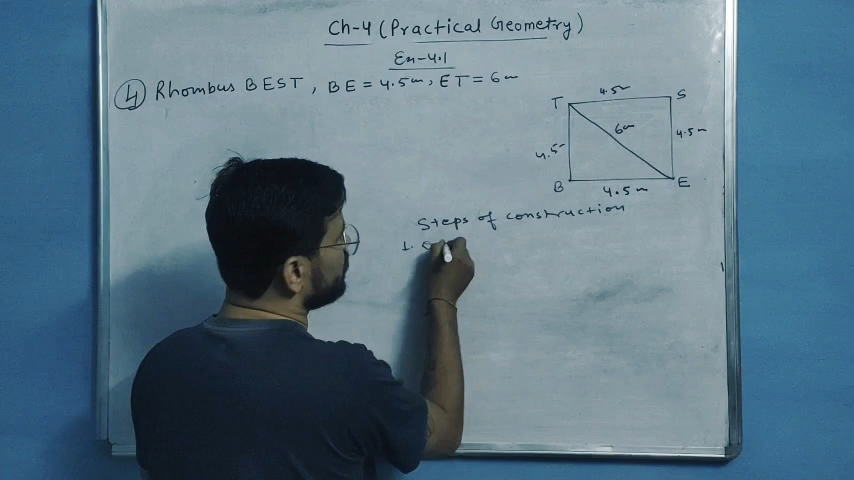 Ch-4 (Practical Geometry)
Ex-4.1
4 Rhombus BEST, BE = 4.5cm, ET = 6cm
4.5cm
T S
6cm
4.5cm 4.5cm
B E
4.5cm
Steps of construction
1.